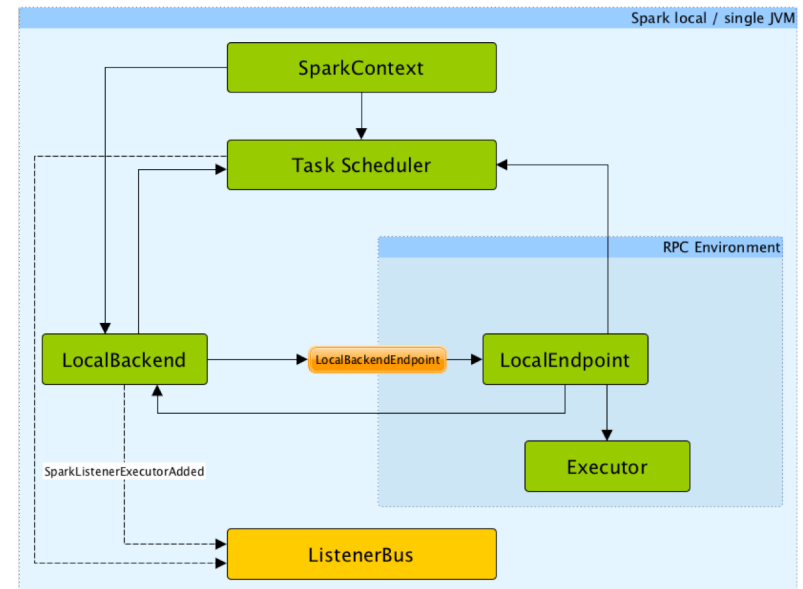 Spark local / single JVM
SparkContext
Task Scheduler
RPC Environment
LocalBackend
LocalBackendEndpoint
LocalEndpoint
Executor
SparkListenerExecutorAdded
ListenerBus